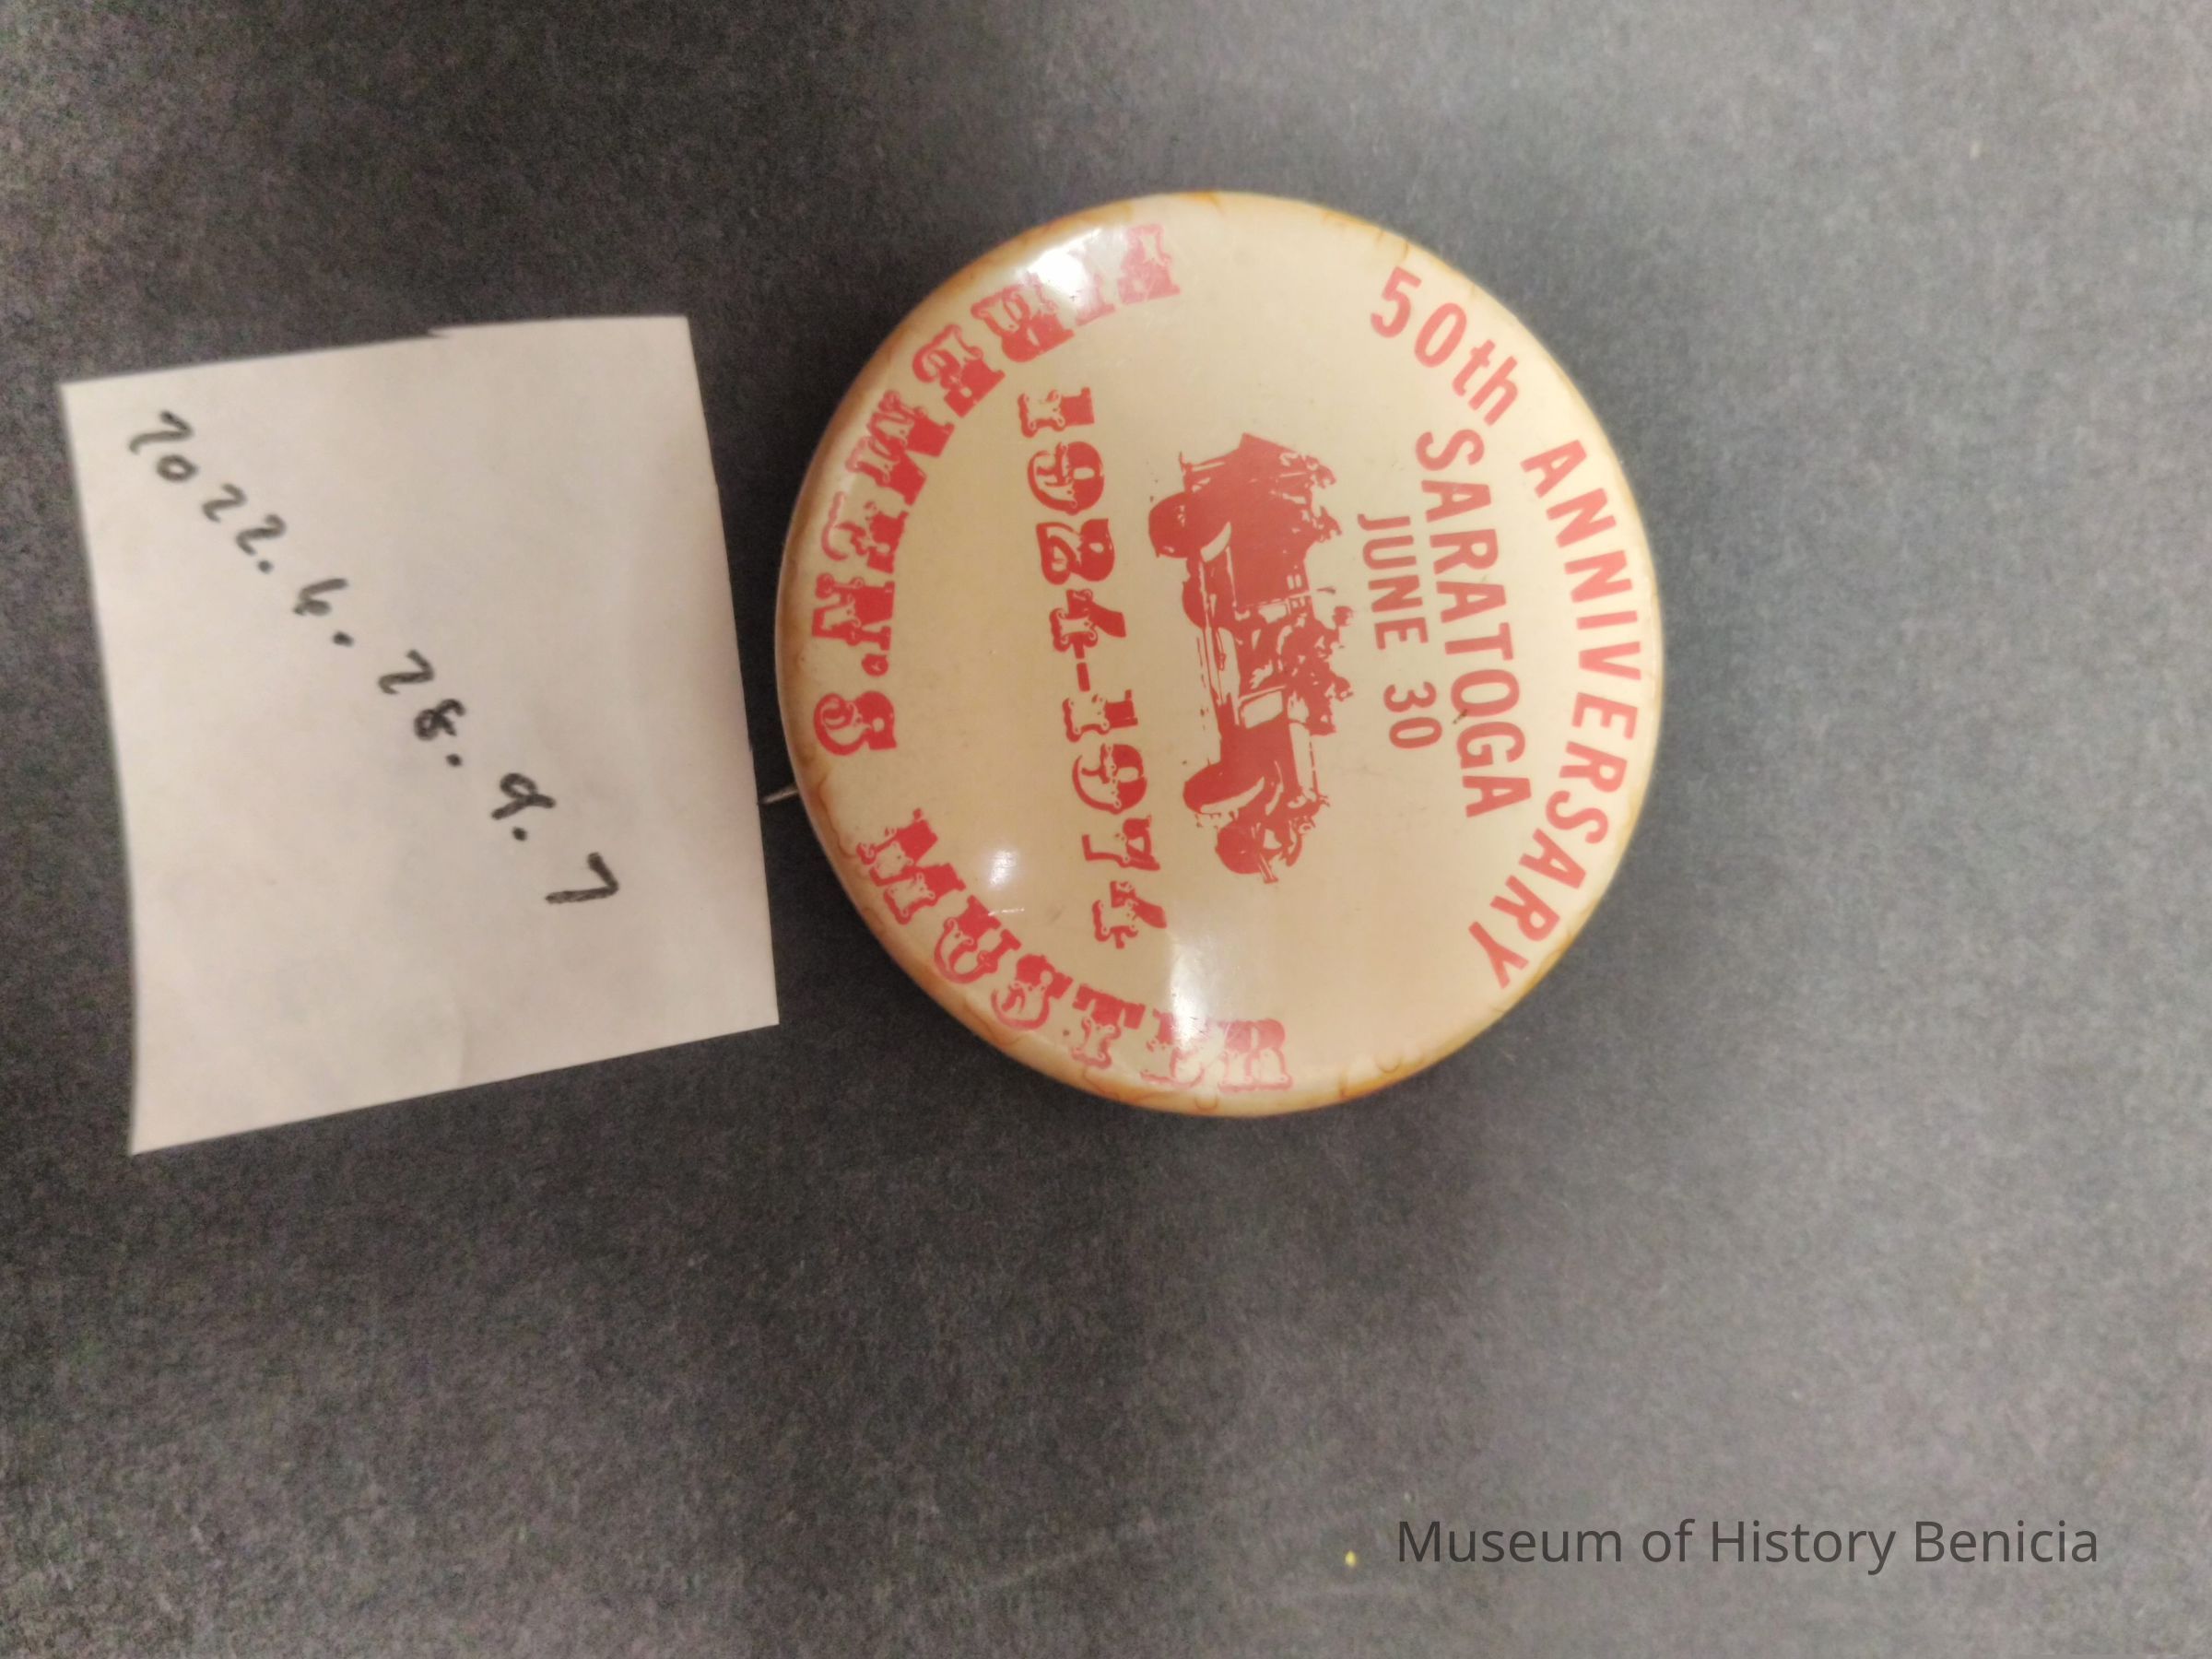 50th ANNIVERSARY
SARATOGA
JUNE 30
1924-1974
FIREMEN'S MUSTER
2022.6.28.9.7
Museum of History Benicia